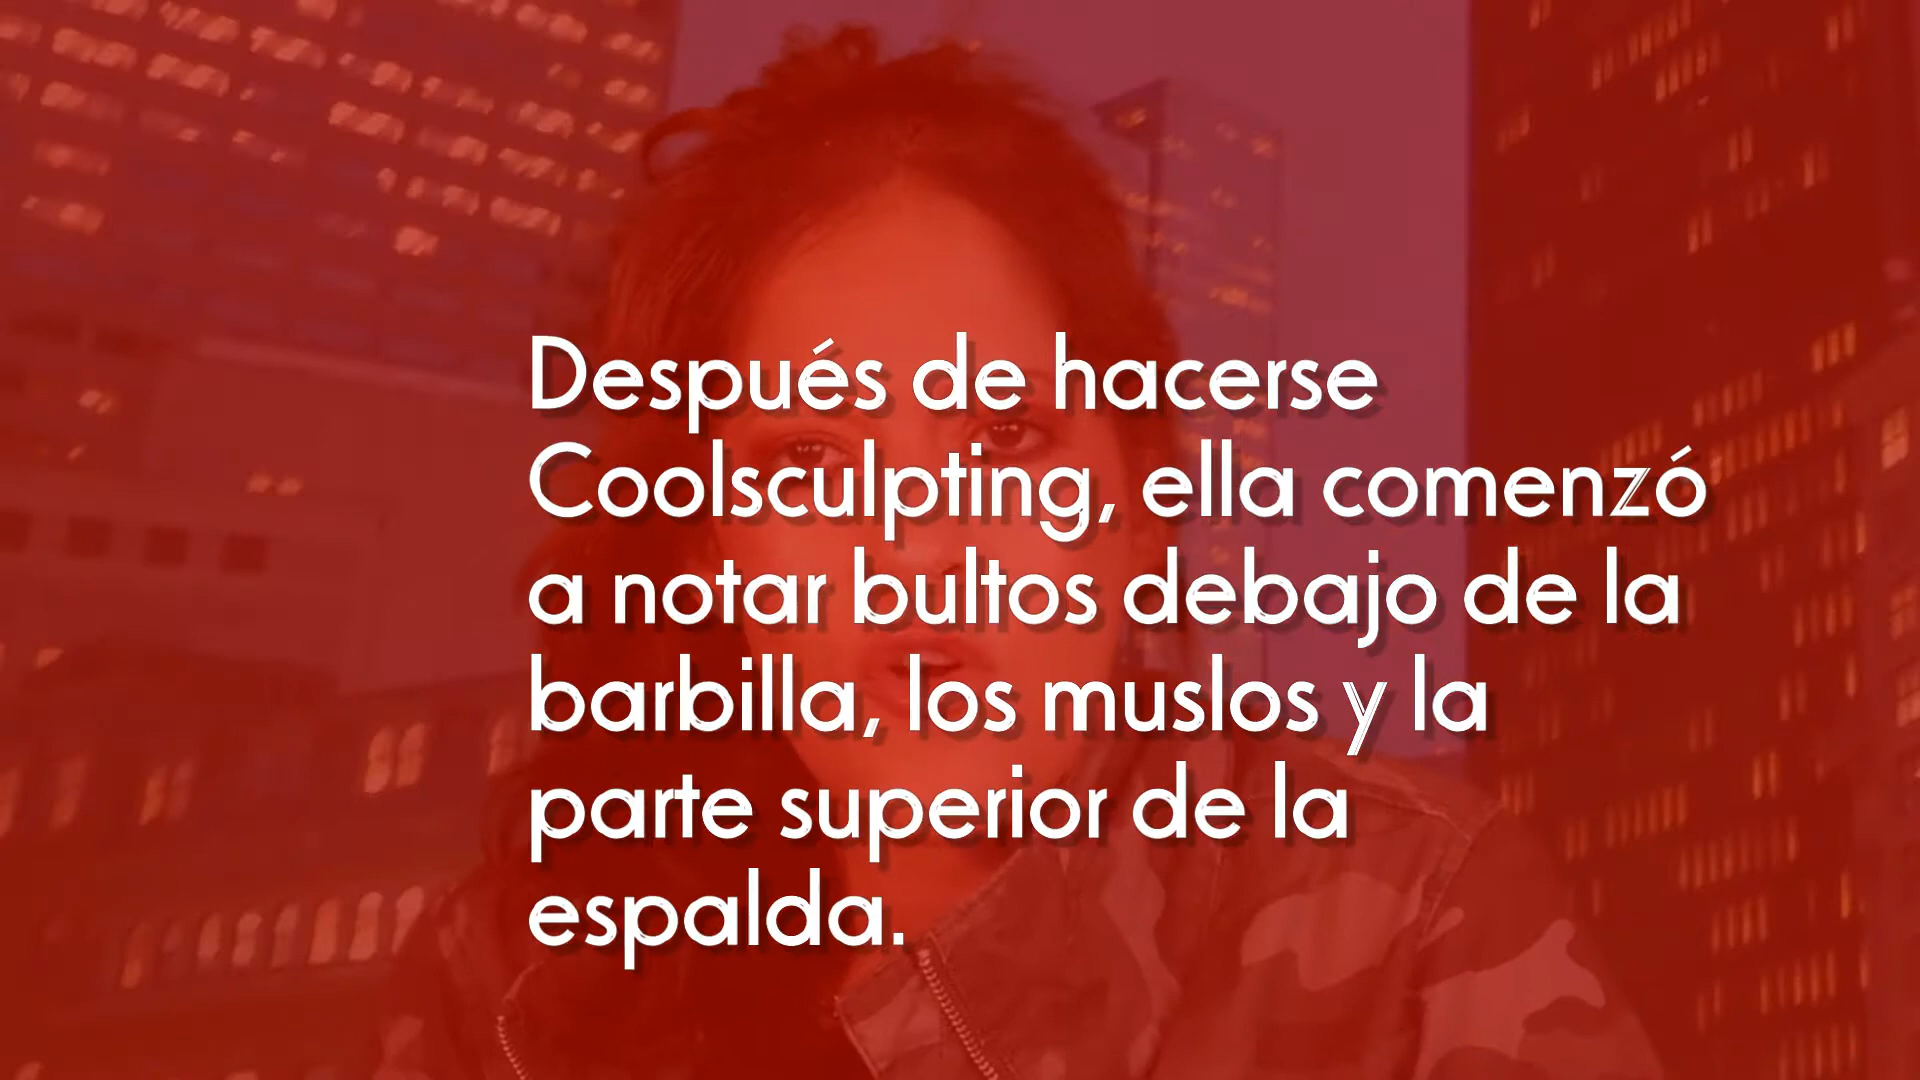 Después de hacerse
Coolsculpting, ella comenzó
a notar bultos debajo de la
barbilla, los muslos y la
parte superior de la
espalda.